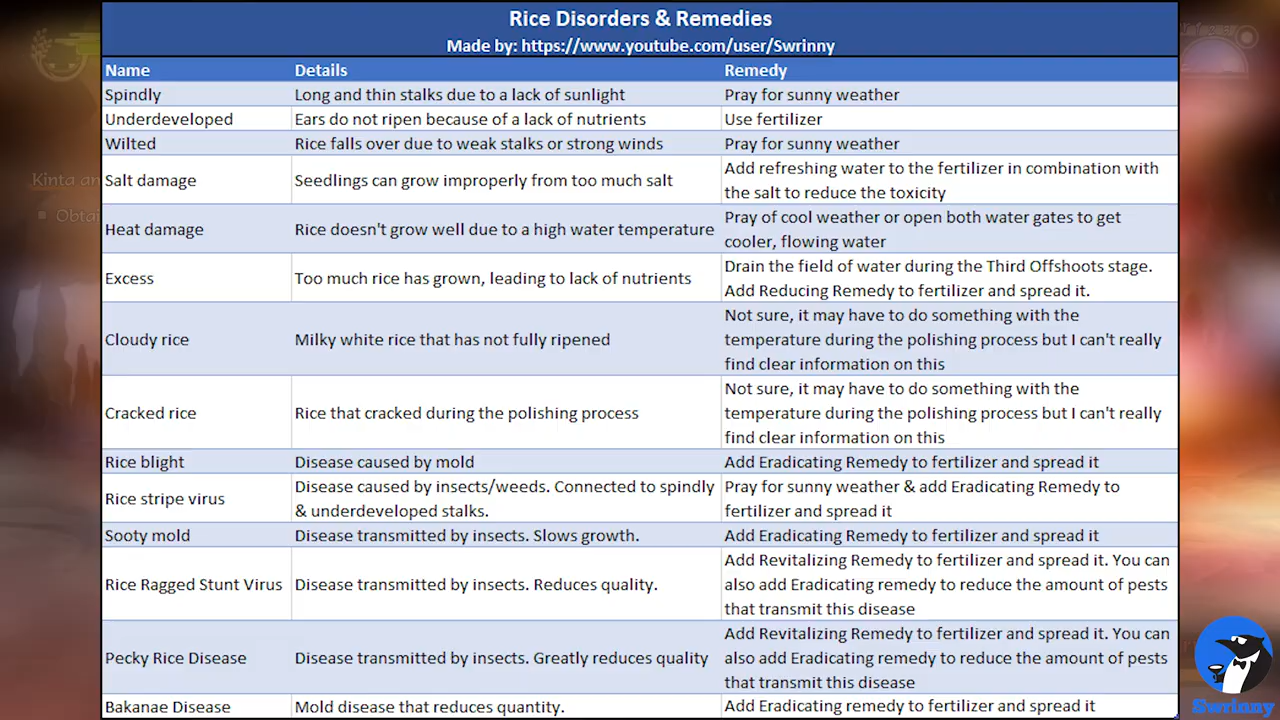 Rice Disorders & Remedies
Made by: https://www.youtube.com/user/Swrinny
Name Details Remedy
Spindly Long and thin stalks due to a lack of sunlight Pray for sunny weather
Underdeveloped Ears do not ripen because of a lack of nutrients Use fertilizer
Wilted Rice falls over due to weak stalks or strong winds Pray for sunny weather
Salt damage Seedlings can grow improperly from too much salt Add refreshing water to the fertilizer in combination with
the salt to reduce the toxicity
Heat damage Rice doesn't grow well due to a high water temperature Pray of cool weather or open both water gates to get
cooler, flowing water
Excess Too much rice has grown, leading to lack of nutrients Drain the field of water during the Third Offshoots stage.
Add Reducing Remedy to fertilizer and spread it.
Cloudy rice Milky white rice that has not fully ripened Not sure, it may have to do something with the
temperature during the polishing process but I can't really
find clear information on this
Cracked rice Rice that cracked during the polishing process Not sure, it may have to do something with the
temperature during the polishing process but I can't really
find clear information on this
Rice blight Disease caused by mold Add Eradicating Remedy to fertilizer and spread it
Rice stripe virus Disease caused by insects/weeds. Connected to spindly
& underdeveloped stalks. Pray for sunny weather & add Eradicating Remedy to
fertilizer and spread it
Sooty mold Disease transmitted by insects. Slows growth. Add Eradicating Remedy to fertilizer and spread it
Rice Ragged Stunt Virus Disease transmitted by insects. Reduces quality. Add Revitalizing Remedy to fertilizer and spread it. You can
also add Eradicating remedy to reduce the amount of pests
that transmit this disease
Pecky Rice Disease Disease transmitted by insects. Greatly reduces quality Add Revitalizing Remedy to fertilizer and spread it. You can
also add Eradicating remedy to reduce the amount of pests
that transmit this disease
Bakanae Disease Mold disease that reduces quantity. Add Eradicating remedy to fertilizer and spread it
Kinta an
Obtai
Swrinny